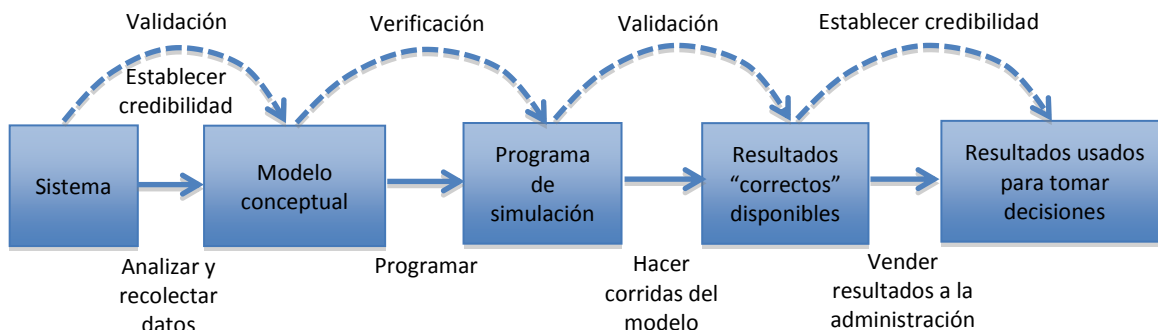 Validación
Verificación
Validación
Establecer credibilidad
Establecer
credibilidad
Sistema
Modelo
conceptual
Programa
de
simulación
Resultados
“correctos”
disponibles
Resultados usados
para tomar
decisiones
Analizar y
recolectar
datos
Programar
Hacer
corridas del
modelo
Vender
resultados a la
administración